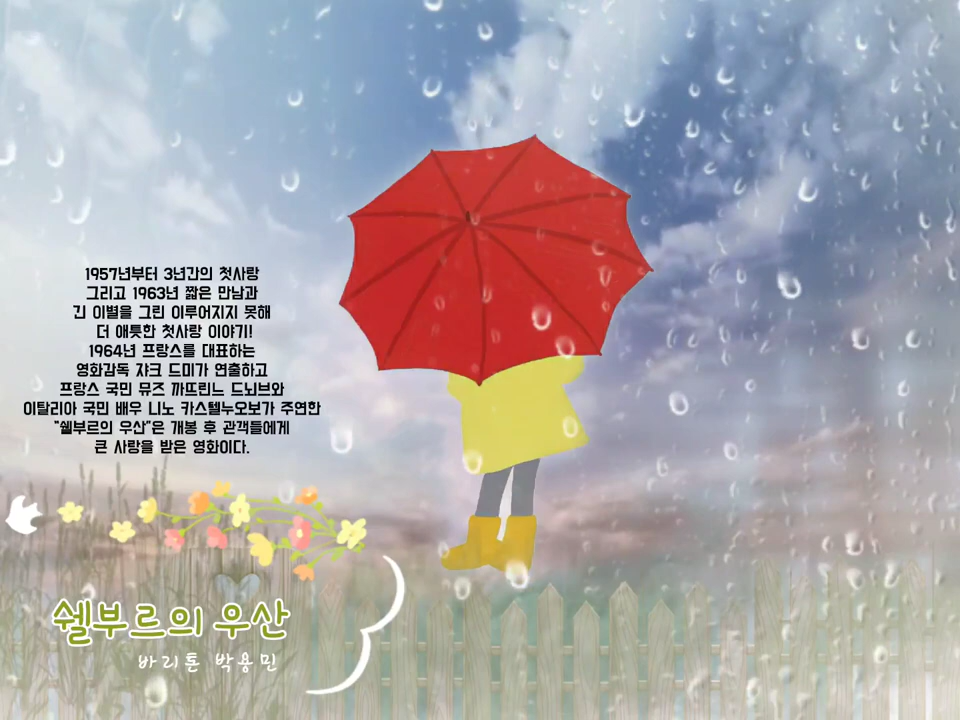 1957년부터 3년간의 첫사랑
그리고 1963년 짧은 만남과
긴 이별을 그린 이루어지지 못해
더 애틋한 첫사랑 이야기!
1964년 프랑스를 대표하는
영화감독 쟈크 드미가 연출하고
프랑스 국민 뮤즈 까뜨린느 드뇌브와
이탈리아 국민 배우 니노 카스텔누오보가 주연한
"쉘부르의 우산"은 개봉 후 관객들에게
큰 사랑을 받은 영화이다.
쉘부르의 우산
바리톤 박용민